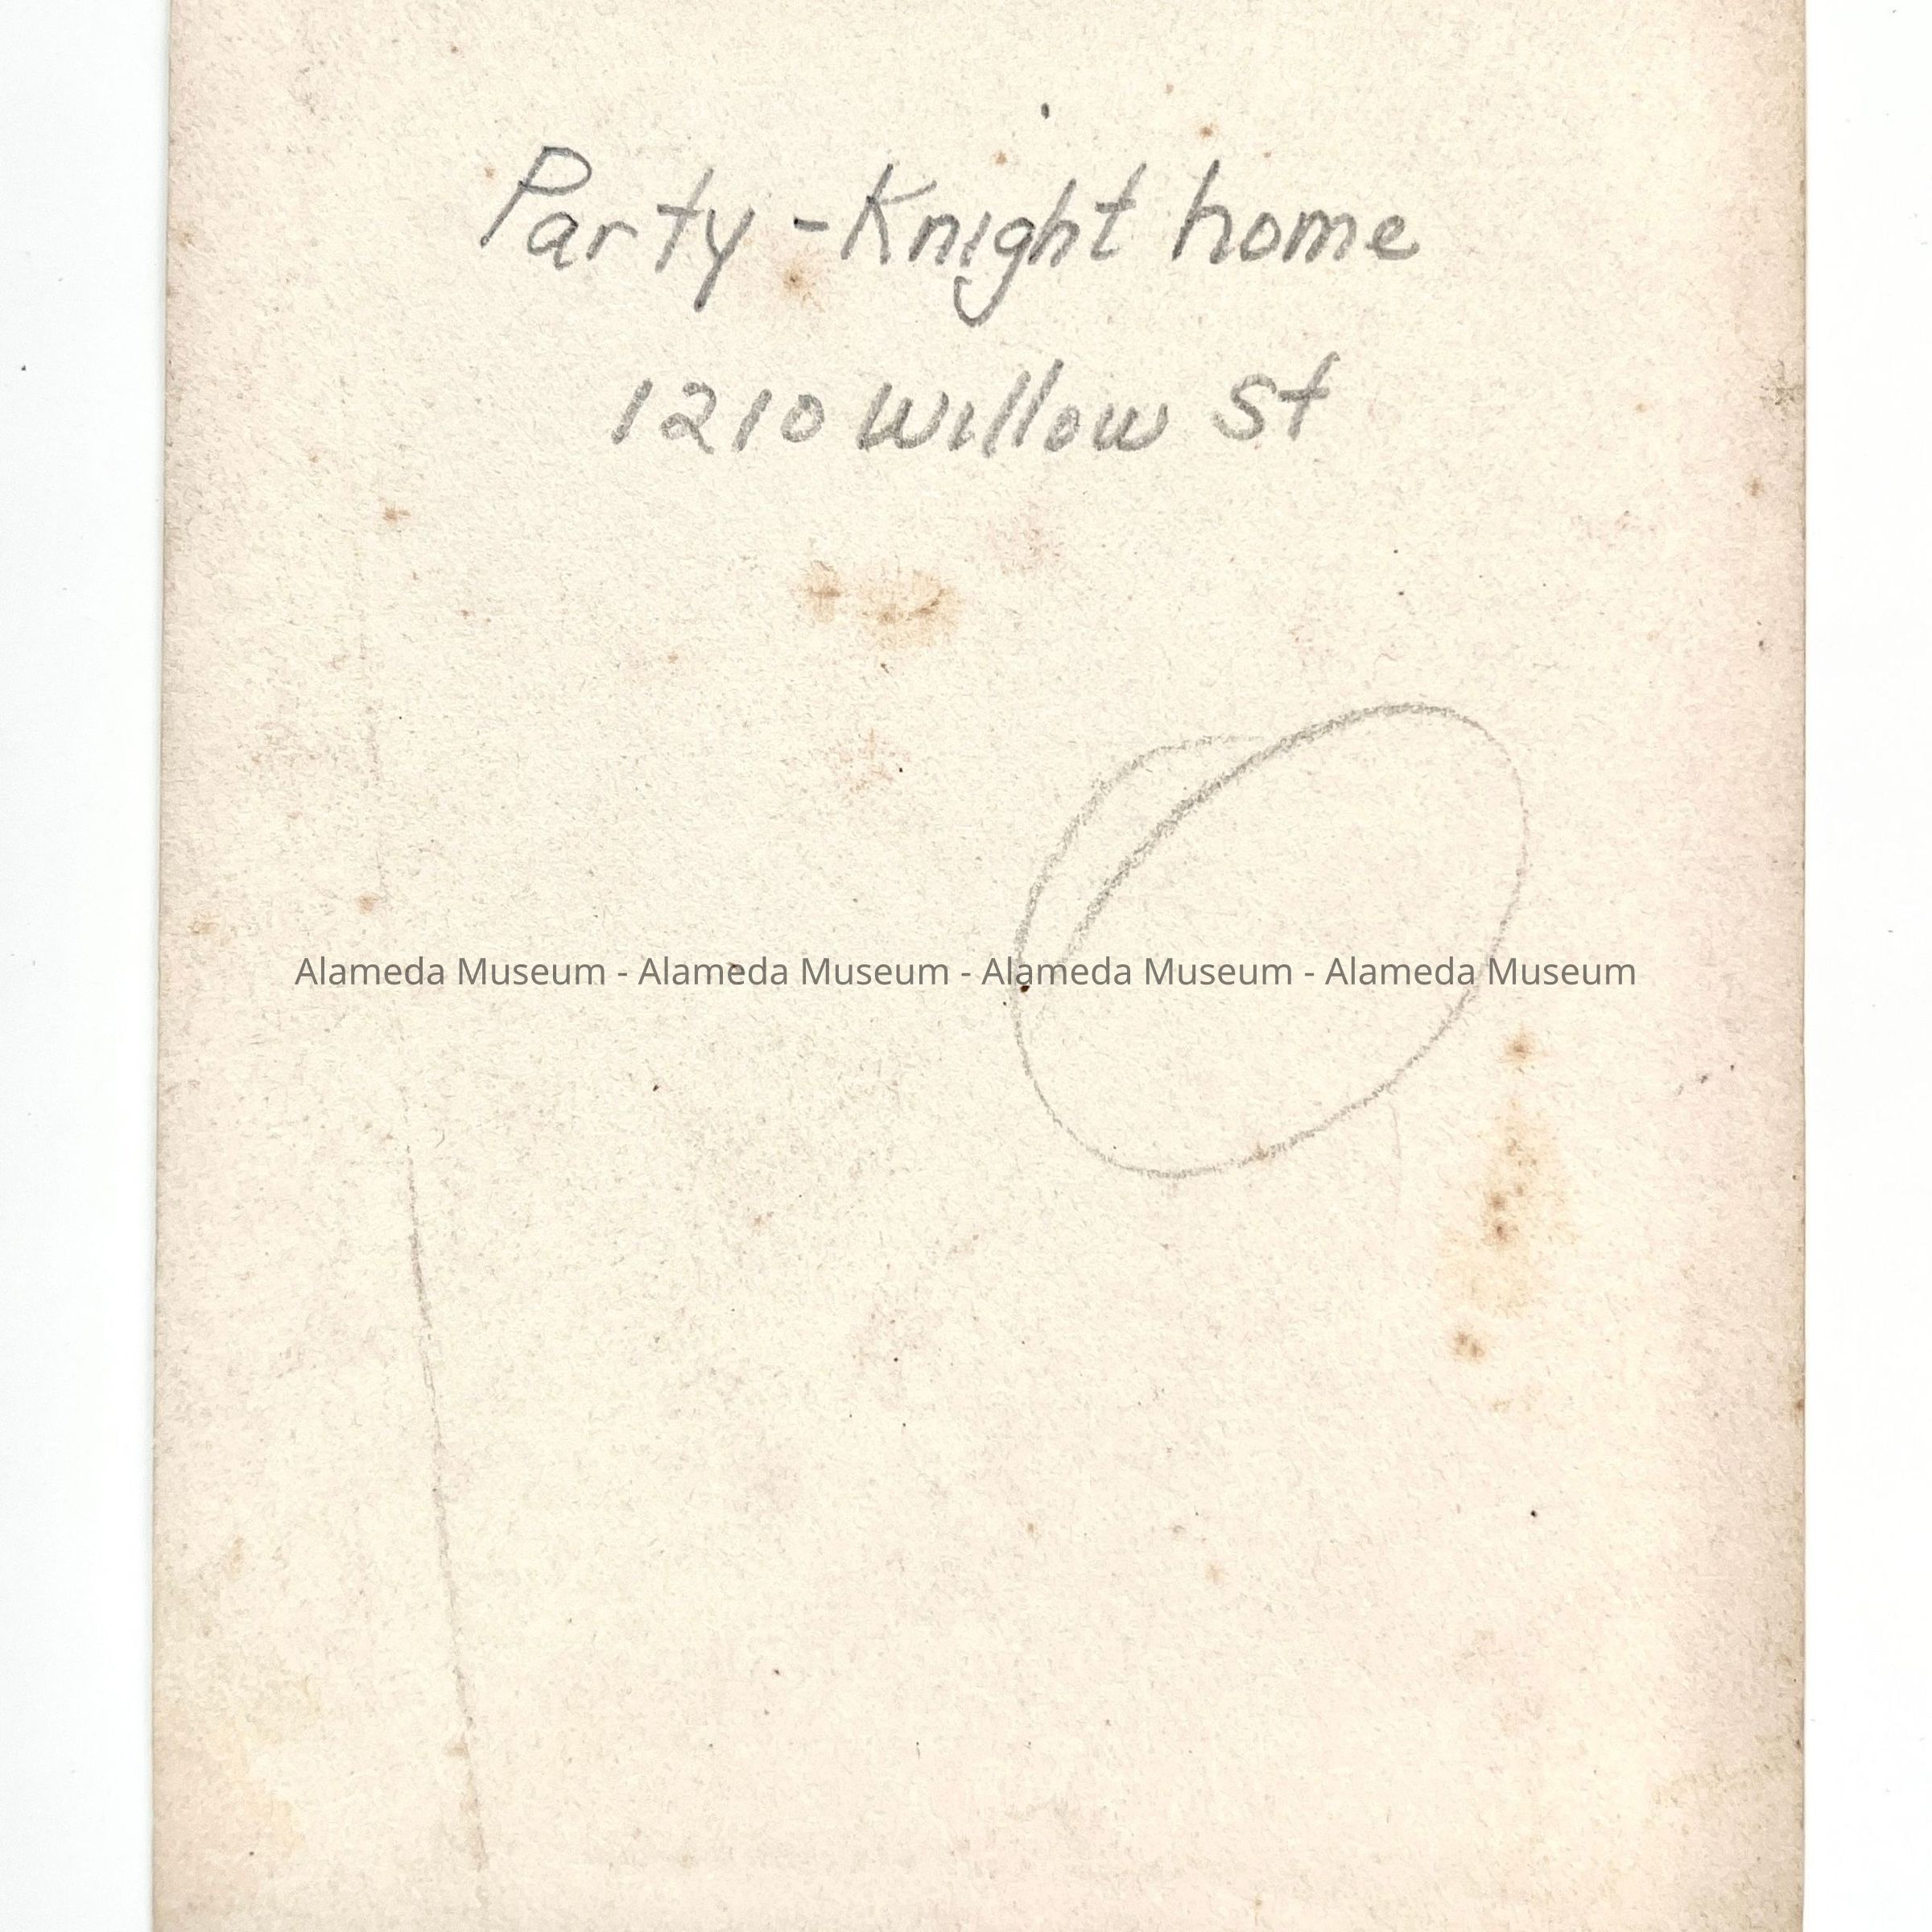 Party - Knight home
1210 Willow St
Alameda Museum - Alameda Museum - Alameda Museum - Alameda Museum